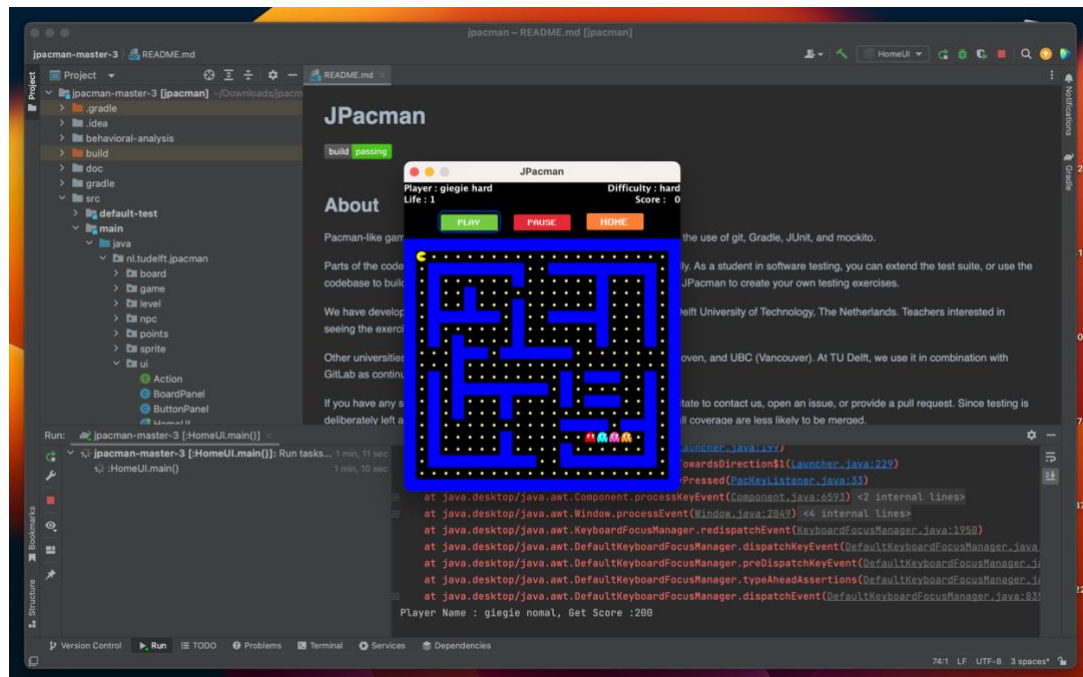 jpacman – README.md [jpacman]
jpacman-master-3 README.md
HomeUI
Project
README.md
Project
jpacman-master-3 [jpacman] ~/Downloads/jpacm
.gradle
.idea
behavioral-analysis
build
doc
gradle
src
default-test
main
java
nl.tudelft.jpacman
board
game
level
npc
points
sprite
ui
Action
BoardPanel
ButtonPanel
HomeUI
JPacman
build passing
About
Pacman-like gam
the use of git, Gradle, JUnit, and mockito.
Parts of the code
ly. As a student in software testing, you can extend the test suite, or use the
codebase to buil
JPacman to create your own testing exercises.
We have develop
Delft University of Technology, The Netherlands. Teachers interested in
seeing the exerci
Other universities
oven, and UBC (Vancouver). At TU Delft, we use it in combination with
GitLab as continu
If you have any s
itate to contact us, open an issue, or provide a pull request. Since testing is
deliberately left a
ll coverage are less likely to be merged.
JPacman
Player : giegie hard
Difficulty : hard
Life : 1
Score : 0
PLAY
PAUSE
HOME
Notifications
Gradle
Run: jpacman-master-3 [:HomeUI.main()]
jpacman-master-3 [:HomeUI.main()]: Run tasks... 1 min, 11 sec
:HomeUI.main() 1 min, 10 sec
auncher.java:199)
owardsDirection$1(Launcher.java:229)
yPressed(PacKeyListener.java:33)
at java.desktop/java.awt.Component.processKeyEvent(Component.java:6593) <2 internal lines>
at java.desktop/java.awt.Window.processEvent(Window.java:2049) <4 internal lines>
at java.desktop/java.awt.KeyboardFocusManager.redispatchEvent(KeyboardFocusManager.java:1950)
at java.desktop/java.awt.DefaultKeyboardFocusManager.dispatchKeyEvent(DefaultKeyboardFocusManager.java
at java.desktop/java.awt.DefaultKeyboardFocusManager.preDispatchKeyEvent(DefaultKeyboardFocusManager.j
at java.desktop/java.awt.DefaultKeyboardFocusManager.typeAheadAssertions(DefaultKeyboardFocusManager.j
at java.desktop/java.awt.DefaultKeyboardFocusManager.dispatchEvent(DefaultKeyboardFocusManager.java:835
Player Name : giegie nomal, Get Score :200
Bookmarks
Structure
Version Control Run TODO Problems Terminal Services Dependencies
74:1 LF UTF-8 3 spaces*